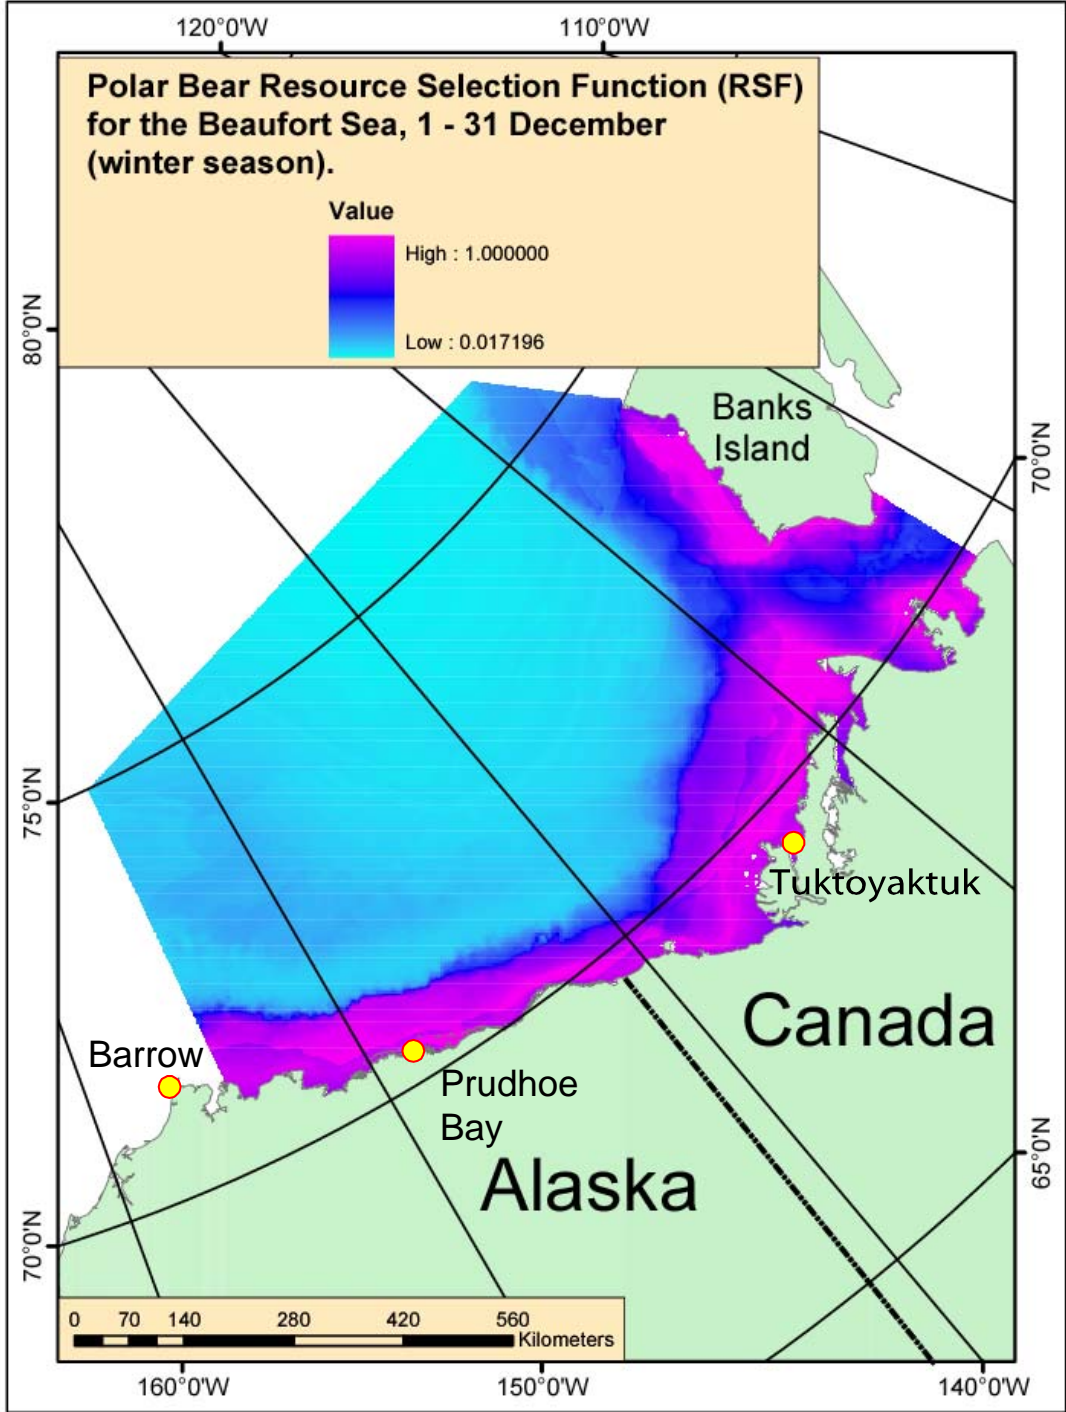 120°0'W 110°0'W
Polar Bear Resource Selection Function (RSF)
for the Beaufort Sea, 1 - 31 December
(winter season).
Value
High : 1.000000
Low : 0.017196
80°0'N
Banks
Island
70°0'N
75°0'N
Tuktoyaktuk
Canada
Barrow
Prudhoe
Bay
Alaska
65°0'N
70°0'N
0 70 140 280 420 560
Kilometers
160°0'W 150°0'W 140°0'W